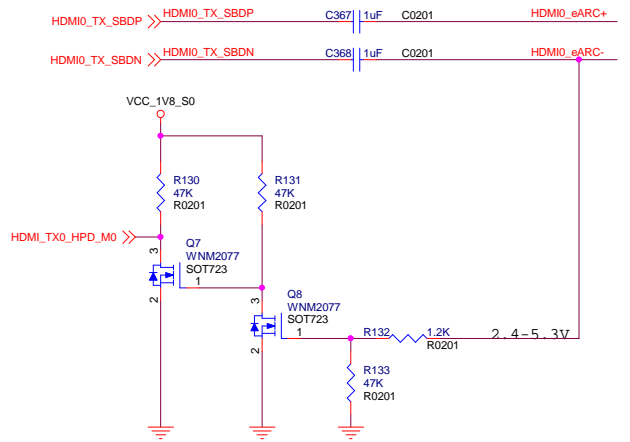 HDMI0_TX_SBDP HDMI0_TX_SBDP C367 1uF C0201 HDMI0_eARC+
HDMI0_TX_SBDN HDMI0_TX_SBDN C368 1uF C0201 HDMI0_eARC-
VCC_1V8_S0
R130 R131
47K 47K
R0201 R0201
HDMI_TX0_HPD_M0
3 Q7
WNM2077
SOT723
1
2
3 Q8
WNM2077
SOT723
1 R132 1.2K 2.4-5.3V
R0201
2
R133
47K
R0201